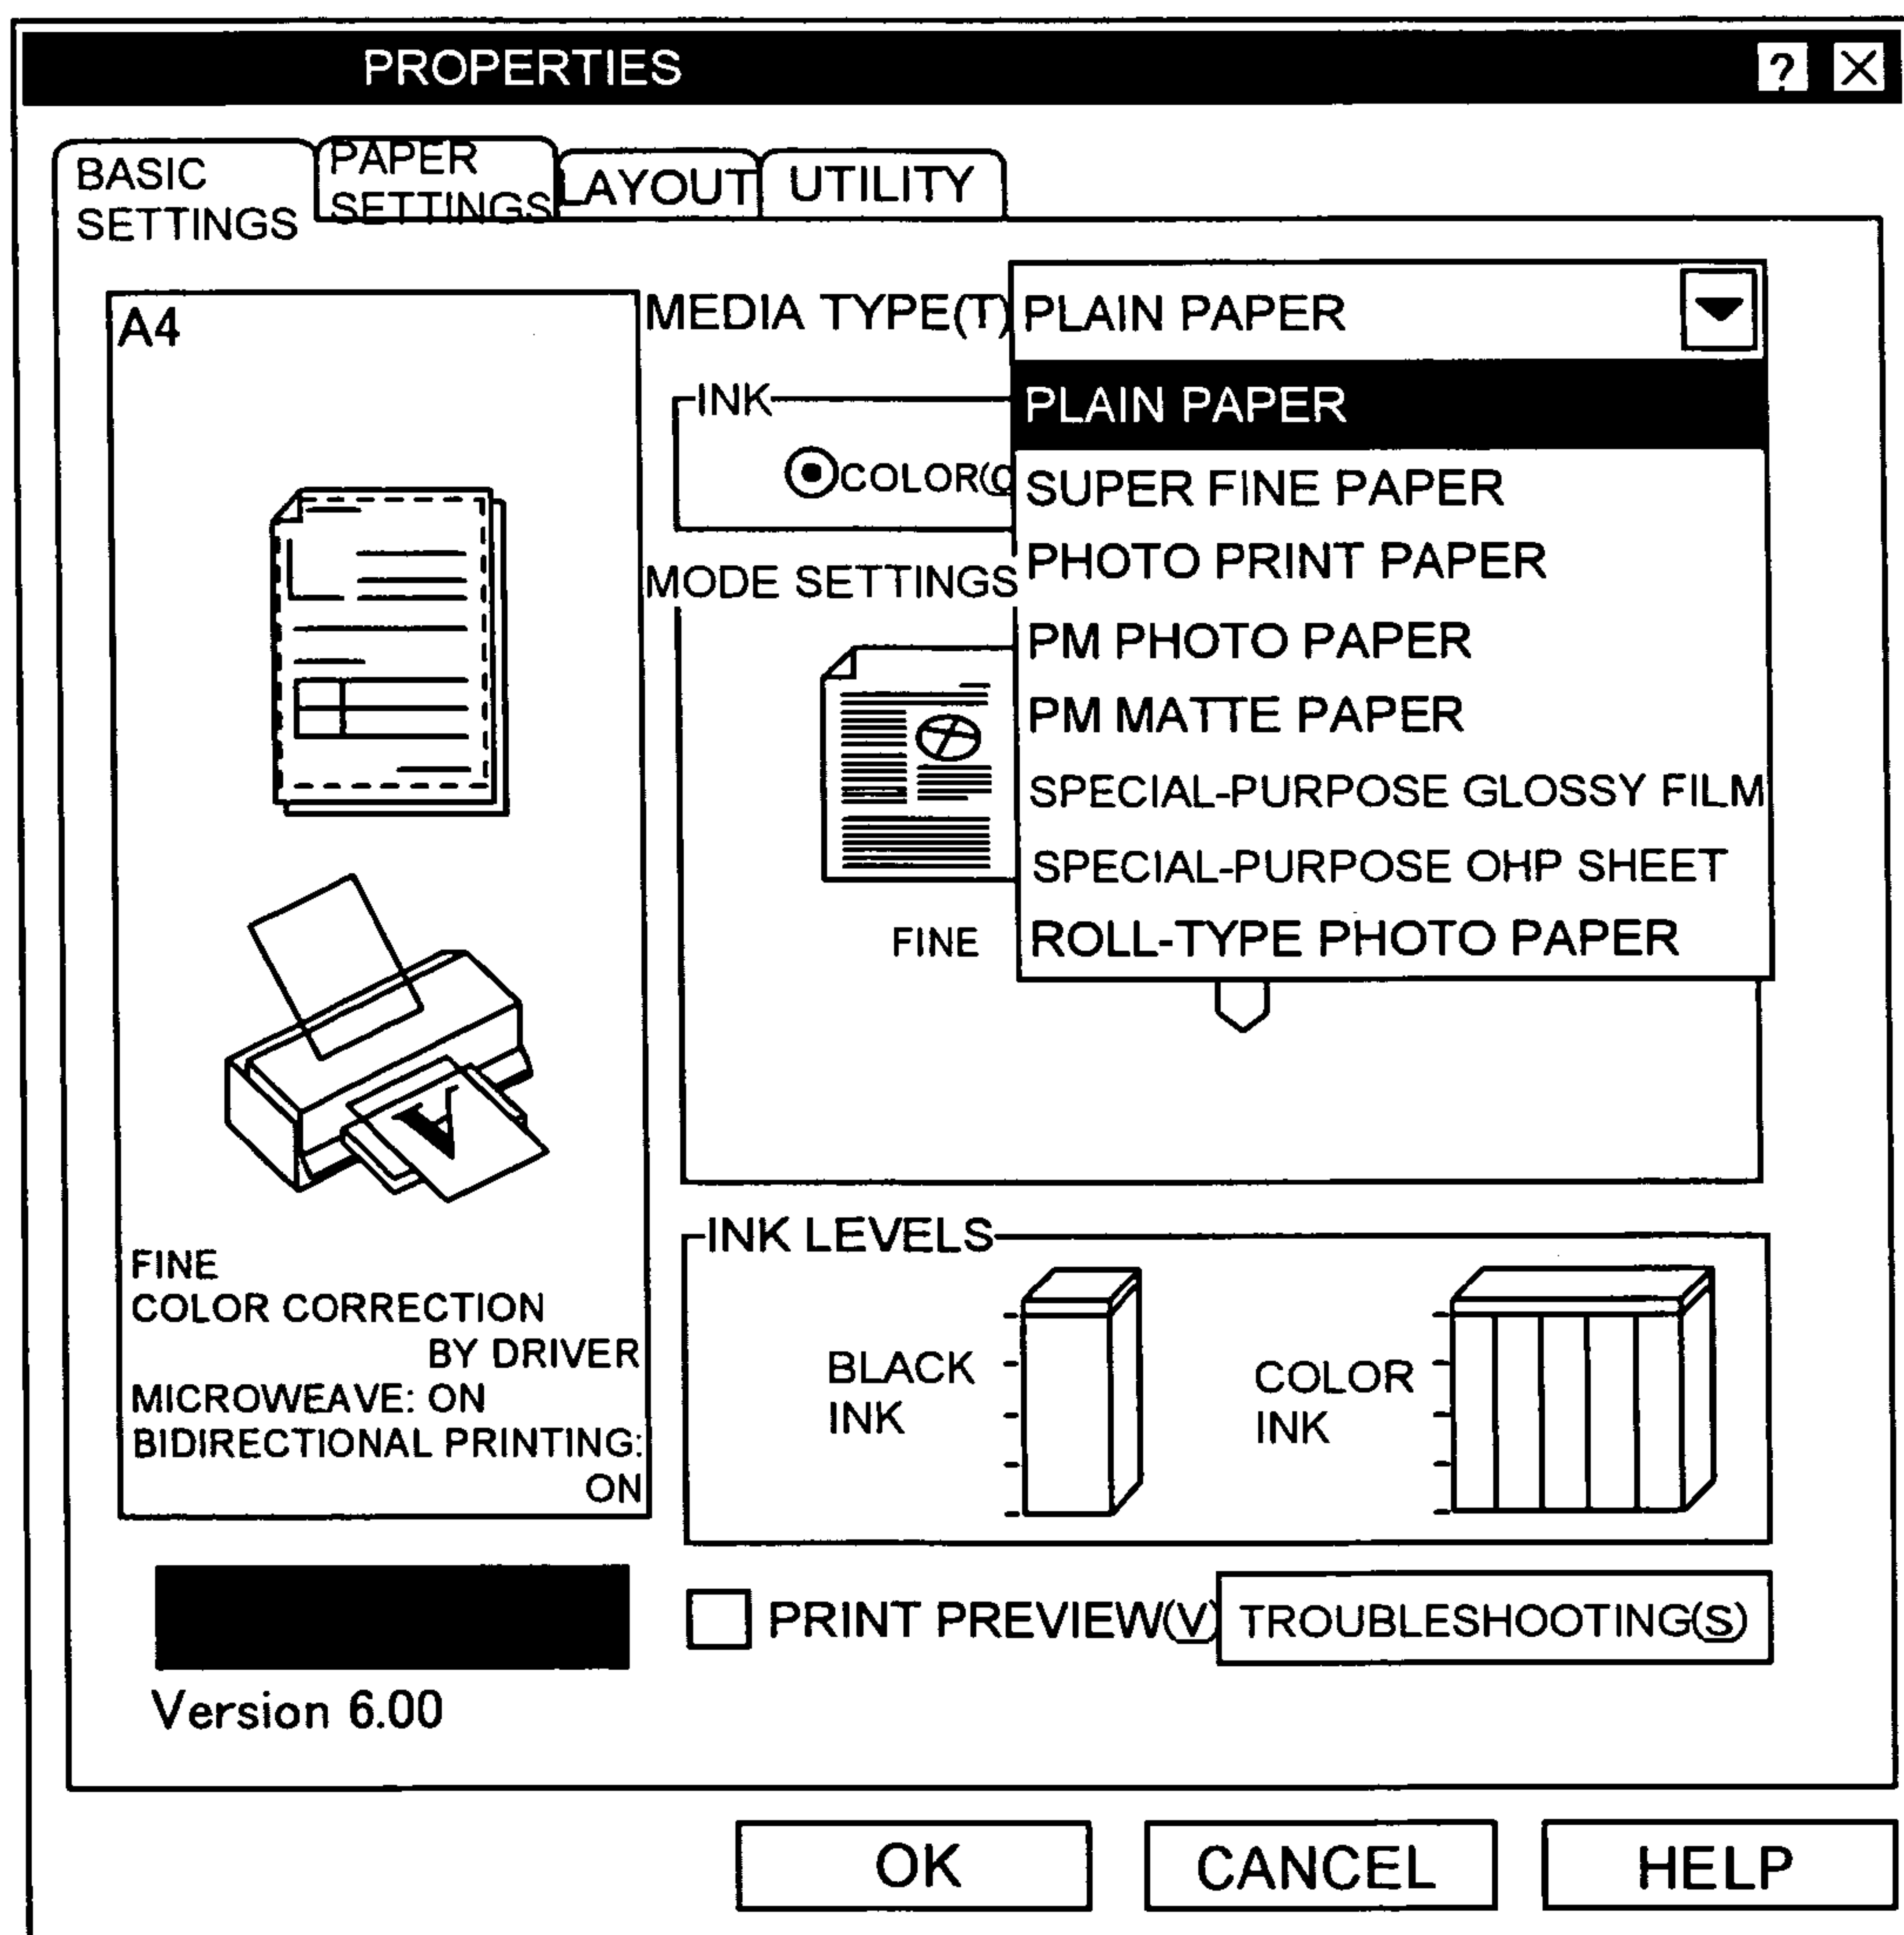 PROPERTIES ?
BASIC
SETTINGS
PAPER
SETTINGS
LAYOUT
UTILITY
A4
MEDIA TYPE(T)
PLAIN PAPER
INK
COLOR(C
MODE SETTINGS
FINE
PLAIN PAPER
SUPER FINE PAPER
PHOTO PRINT PAPER
PM PHOTO PAPER
PM MATTE PAPER
SPECIAL-PURPOSE GLOSSY FILM
SPECIAL-PURPOSE OHP SHEET
ROLL-TYPE PHOTO PAPER
A
FINE
COLOR CORRECTION
BY DRIVER
MICROWEAVE: ON
BIDIRECTIONAL PRINTING:
ON
INK LEVELS
BLACK
INK
COLOR
INK
PRINT PREVIEW(V)
TROUBLESHOOTING(S)
Version 6.00
OK
CANCEL
HELP